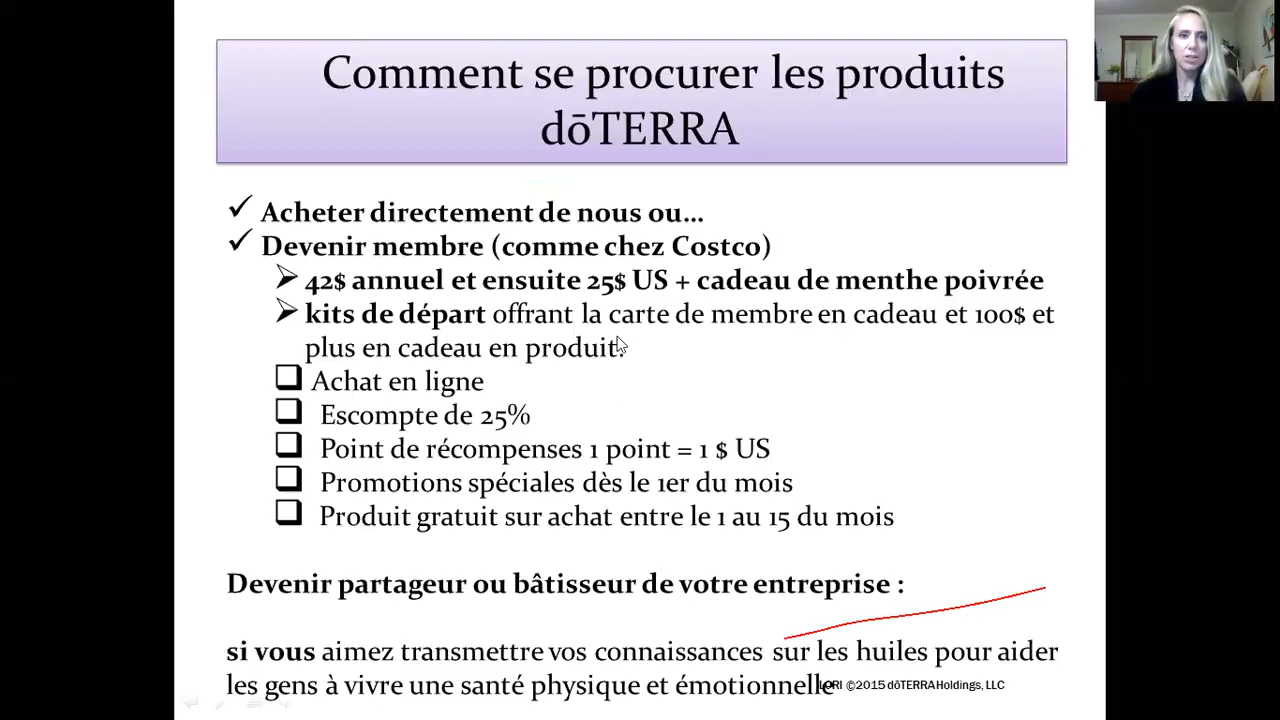 Comment se procurer les produits
dōTERRA
Acheter directement de nous ou...
Devenir membre (comme chez Costco)
42$ annuel et ensuite 25$ US + cadeau de menthe poivrée
kits de départ offrant la carte de membre en cadeau et 100$ et
plus en cadeau en produit.
Achat en ligne
Escompte de 25%
Point de récompenses 1 point = 1 $ US
Promotions spéciales dès le 1er du mois
Produit gratuit sur achat entre le 1 au 15 du mois
Devenir partageur ou bâtisseur de votre entreprise :
si vous aimez transmettre vos connaissances sur les huiles pour aider
les gens à vivre une santé physique et émotionnelle
©2015 dōTERRA Holdings, LLC